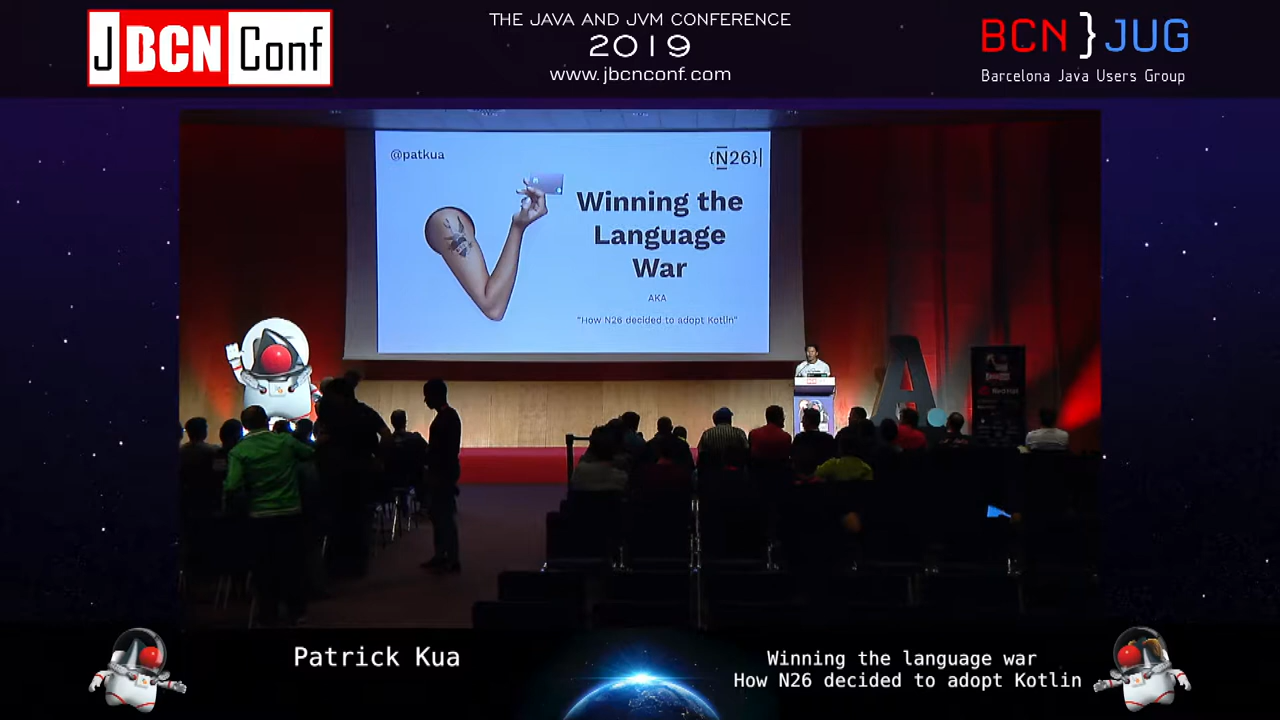 JBCNConf
THE JAVA AND JVM CONFERENCE
2019
www.jbcnconf.com
BCN}JUG
Barcelona Java Users Group
@patkua
{N26}|
Winning the
Language
War
AKA
"How N26 decided to adopt Kotlin"
A
Patrick Kua
Winning the language war
How N26 decided to adopt Kotlin